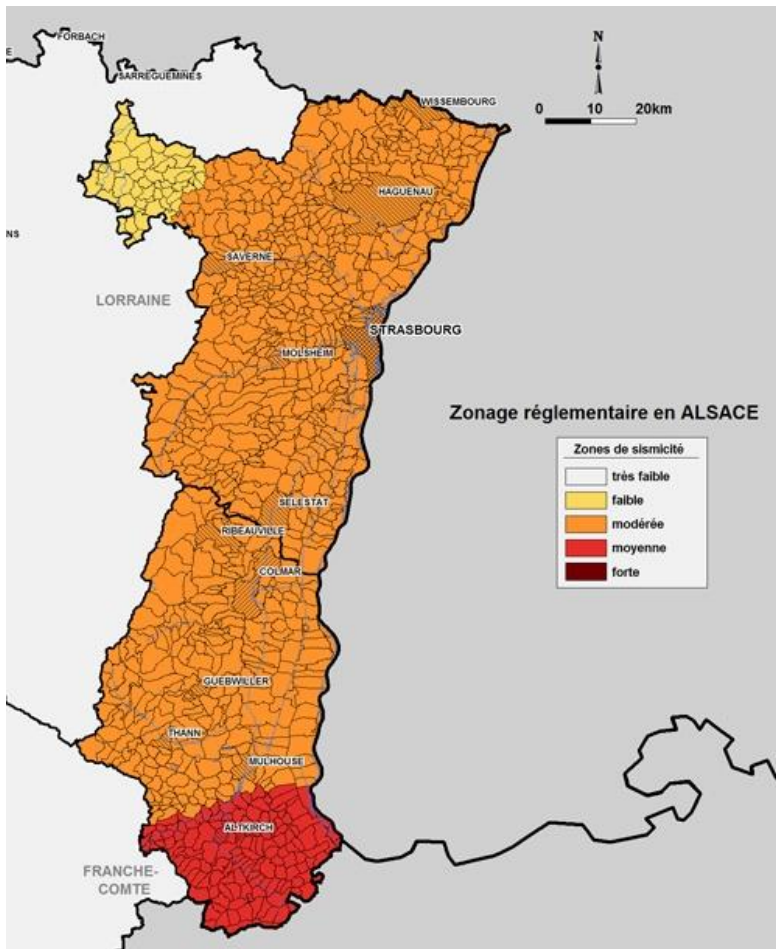 FORBACH
E
SARREGUEMINES
N
WISSEMBOURG
0 10 20km
HAGUENAU
NS
SAVERNE
LORRAINE
STRASBOURG
MOLSHEIM
Zonage réglementaire en ALSACE
Zones de sismicité
très faible
faible
modérée
moyenne
forte
SELESTAT
RIBEAUVILLE
COLMAR
GUEBWILLER
THANN
MULHOUSE
ALTKIRCH
FRANCHE-
COMTE